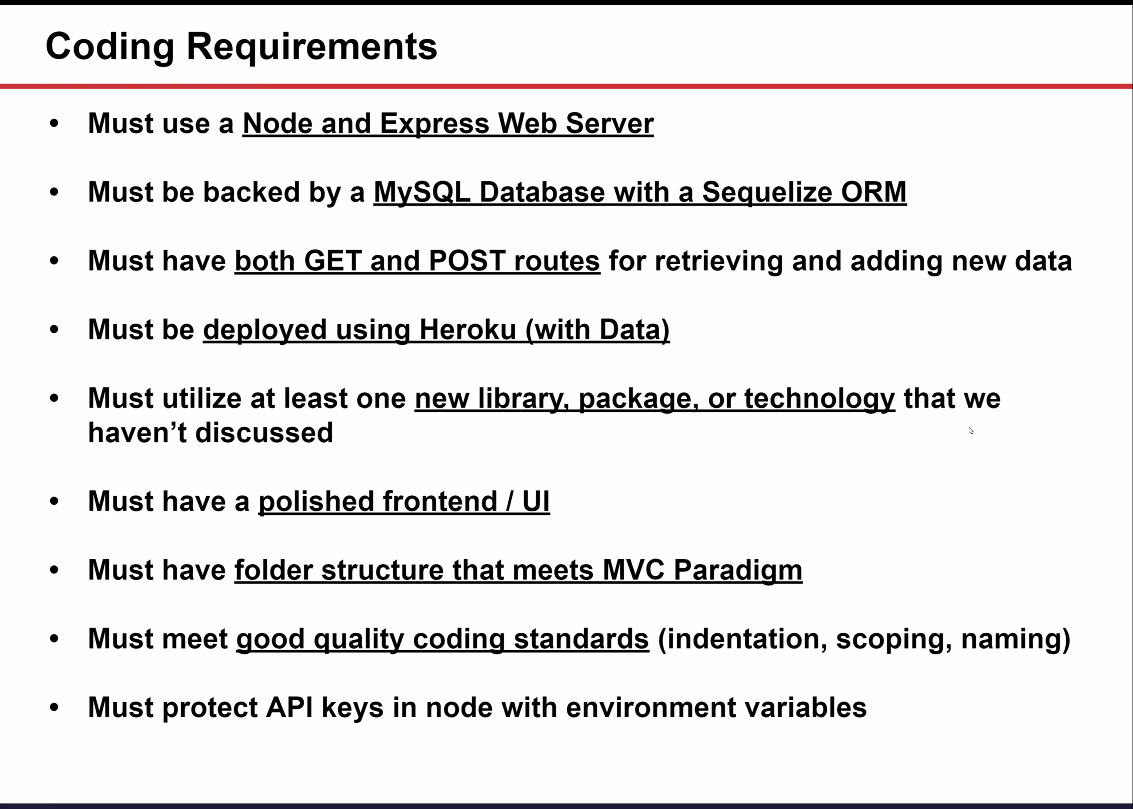 Coding Requirements
• Must use a Node and Express Web Server
• Must be backed by a MySQL Database with a Sequelize ORM
• Must have both GET and POST routes for retrieving and adding new data
• Must be deployed using Heroku (with Data)
• Must utilize at least one new library, package, or technology that we
haven’t discussed
• Must have a polished frontend / UI
• Must have folder structure that meets MVC Paradigm
• Must meet good quality coding standards (indentation, scoping, naming)
• Must protect API keys in node with environment variables